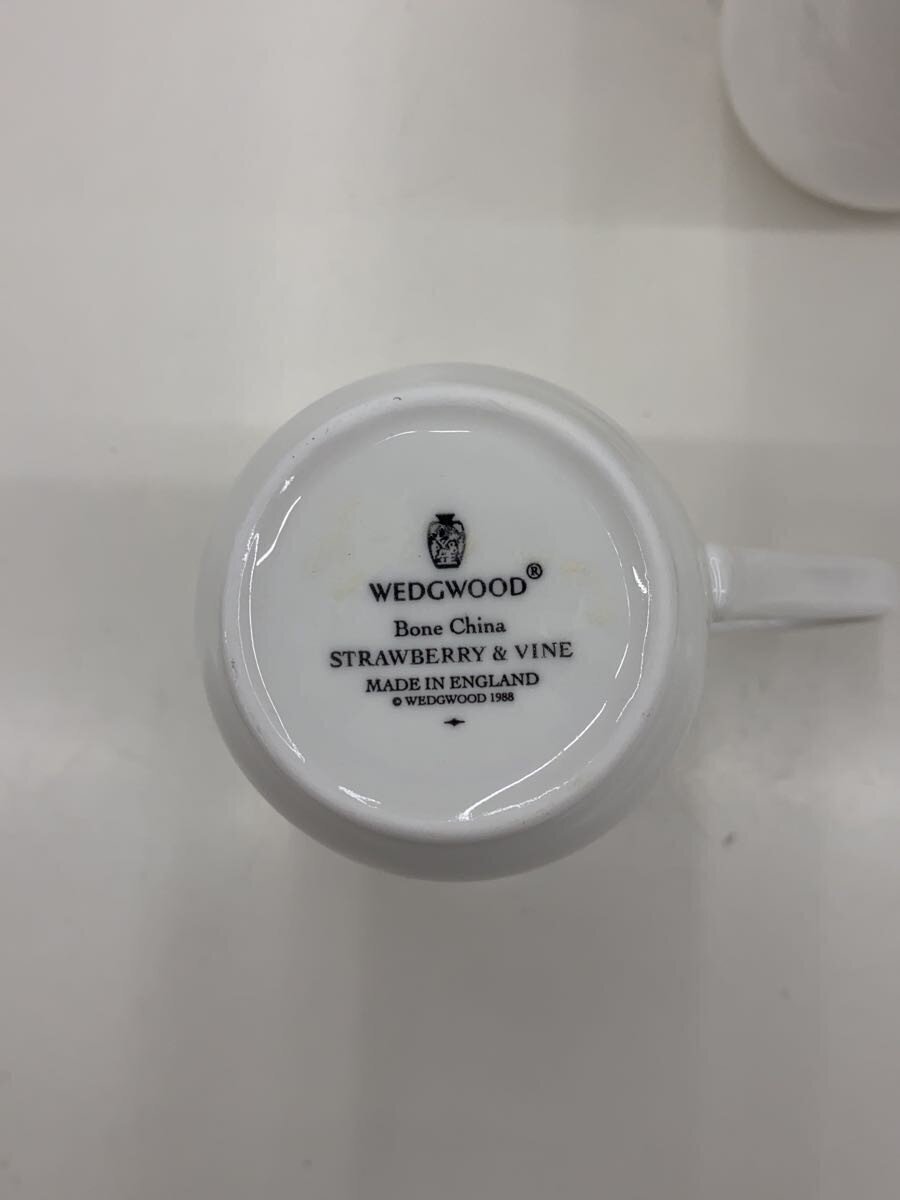 WEDGWOOD®
Bone China
STRAWBERRY & VINE
MADE IN ENGLAND
© WEDGWOOD 1988